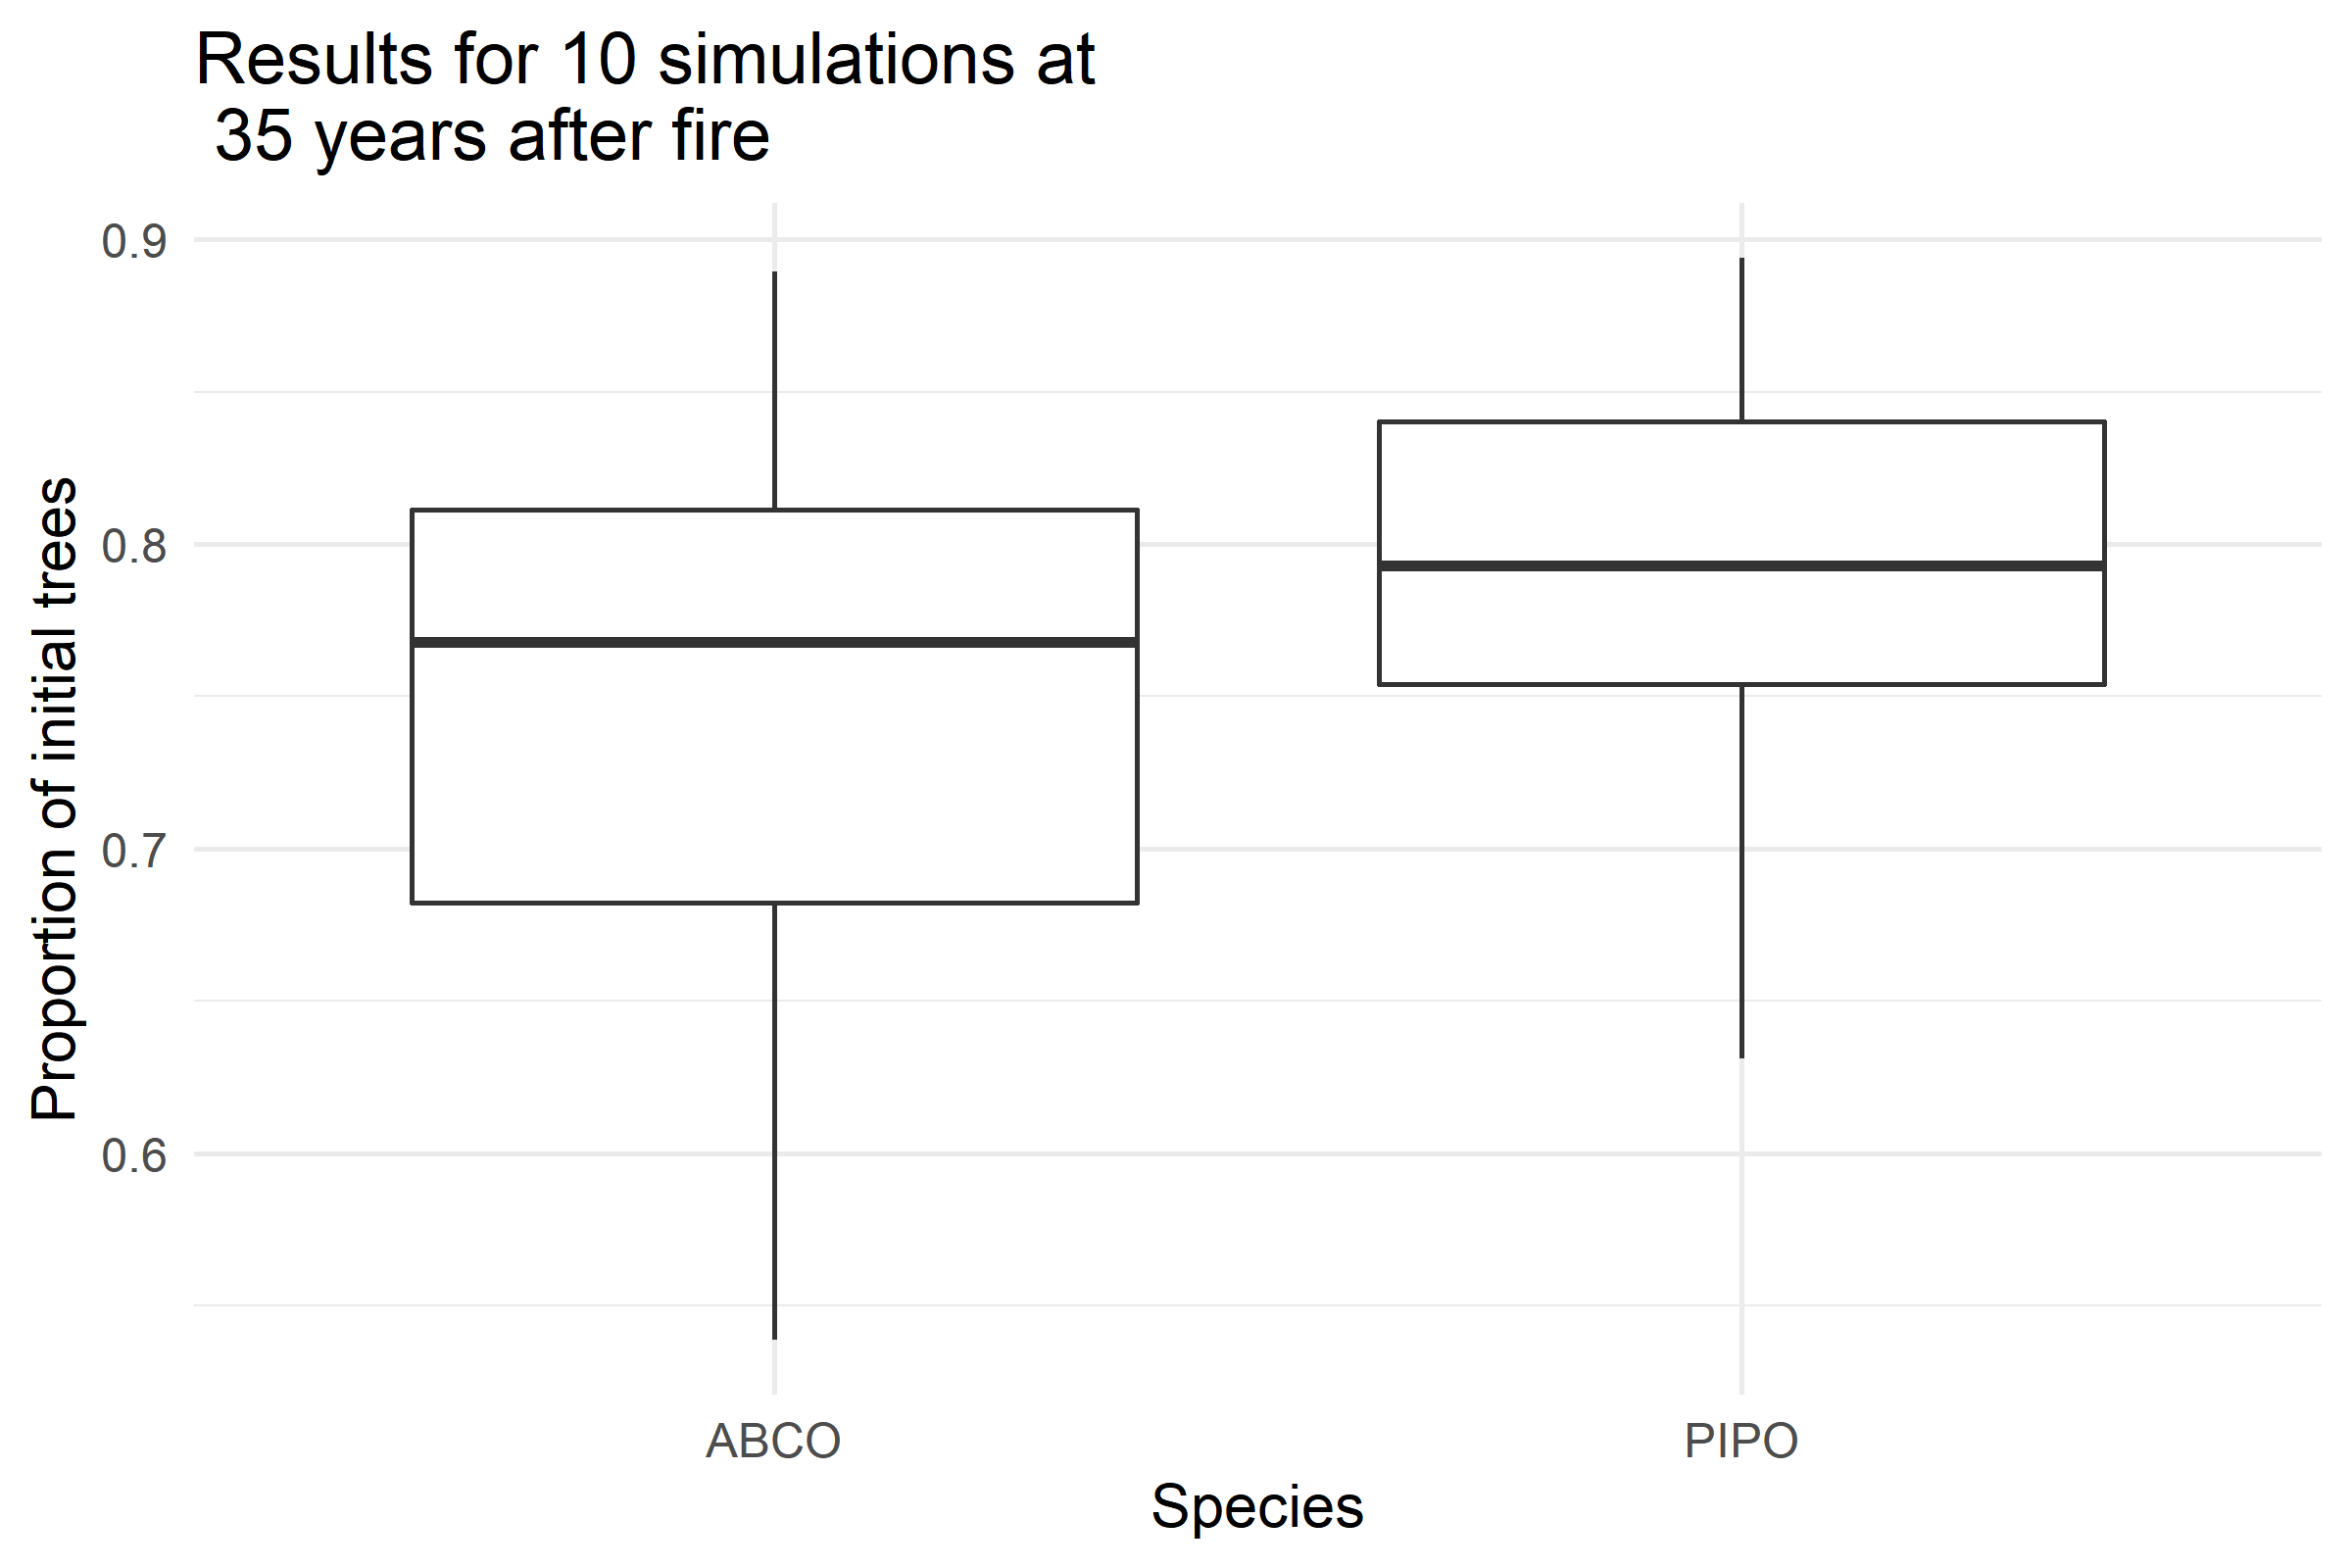 Results for 10 simulations at
35 years after fire
Proportion of initial trees
0.9
0.8
0.7
0.6
ABCO
PIPO
Species